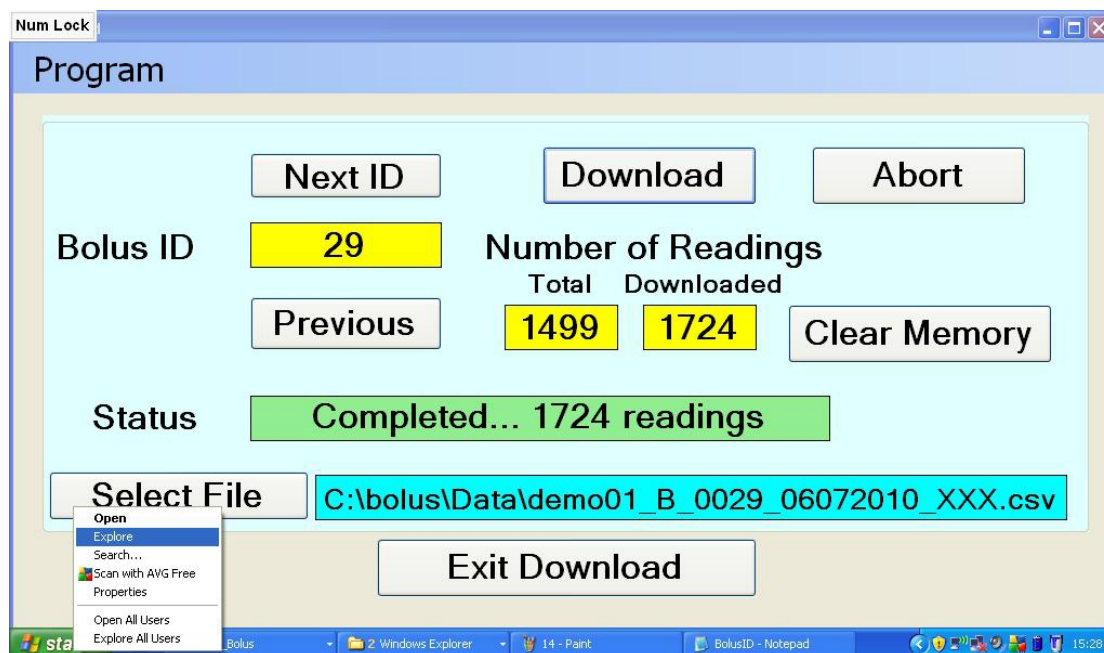 Num Lock
Program
Next ID
Download
Abort
Bolus ID
29
Number of Readings
Total
Downloaded
Previous
1499
1724
Clear Memory
Status
Completed... 1724 readings
Select File
C:\bolus\Data\demo01_B_0029_06072010_XXX.csv
Open
Explore
Search...
Scan with AVG Free
Properties
Open All Users
Explore All Users
Exit Download
sta
Bolus
2 Windows Explorer
14 - Paint
BolusID - Notepad
15:28